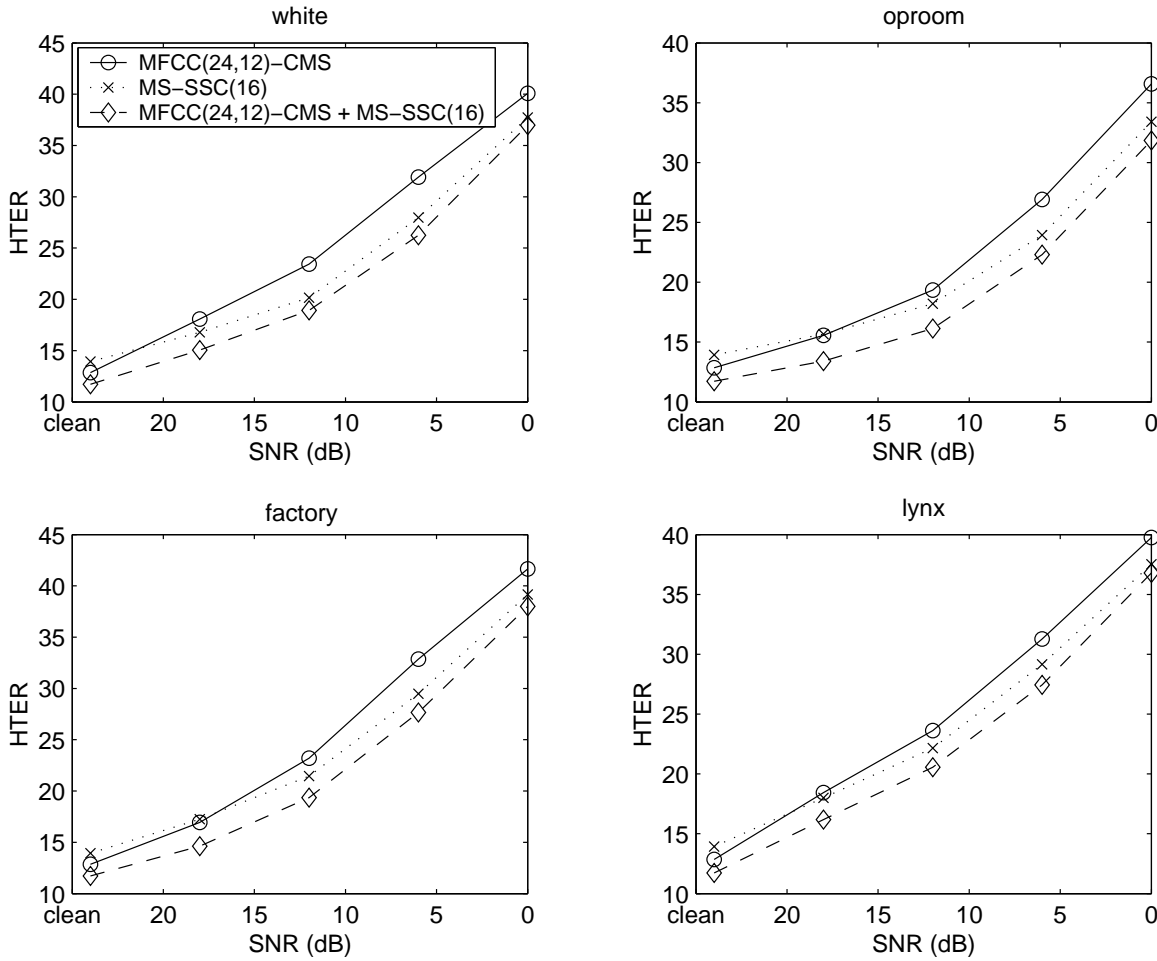 white
45
40
35
30
25
20
15
10
HTER
MFCC(24,12)−CMS
MS−SSC(16)
MFCC(24,12)−CMS + MS−SSC(16)
clean 20 15 10 5 0
SNR (dB)
oproom
40
35
30
25
20
15
10
HTER
clean 20 15 10 5 0
SNR (dB)
factory
45
40
35
30
25
20
15
10
HTER
clean 20 15 10 5 0
SNR (dB)
lynx
40
35
30
25
20
15
10
HTER
clean 20 15 10 5 0
SNR (dB)